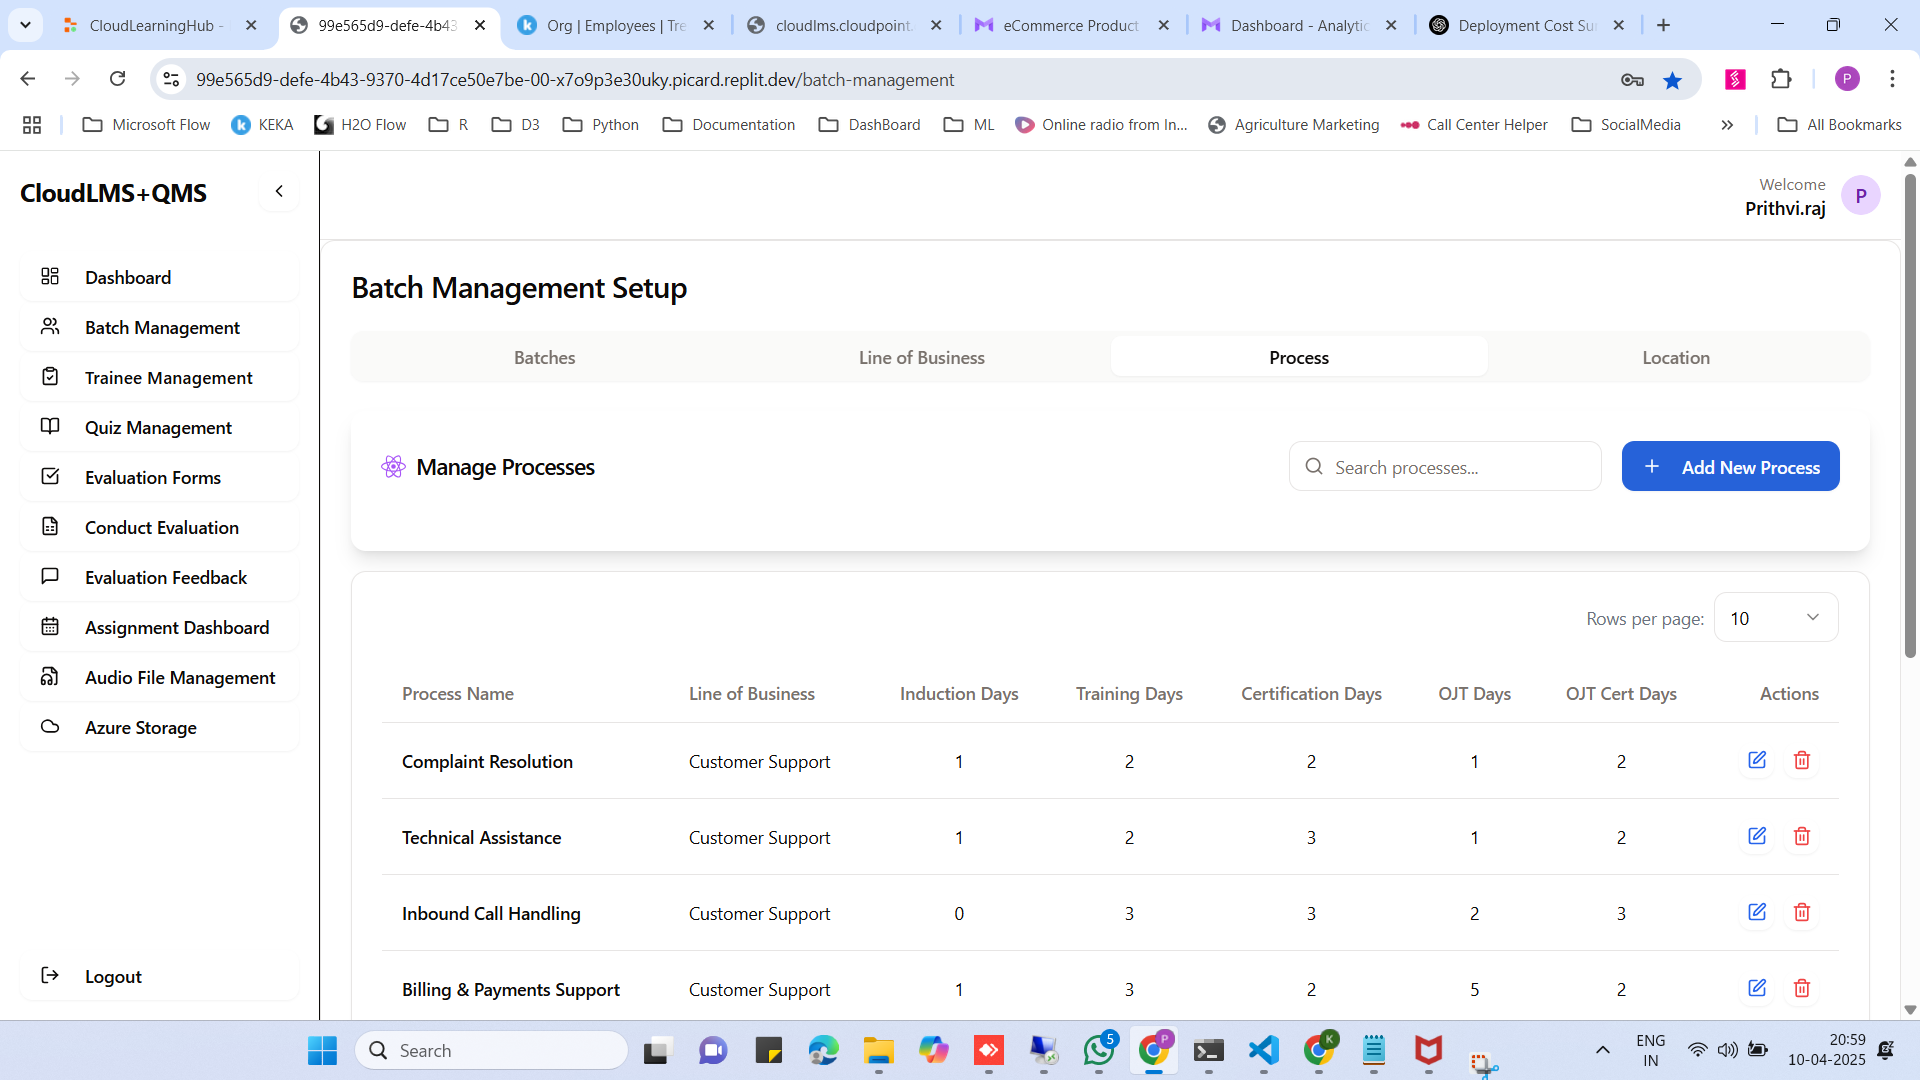 CloudLearningHub -
99e565d9-defe-4b43
Org | Employees | Tre
cloudlms.cloudpoint.
eCommerce Product
Dashboard - Analytic
Deployment Cost Su
99e565d9-defe-4b43-9370-4d17ce50e7be-00-x7o9p3e30uky.picard.replit.dev/batch-management
P
Microsoft Flow
KEKA
H2O Flow
R
D3
Python
Documentation
DashBoard
ML
Online radio from In...
Agriculture Marketing
Call Center Helper
SocialMedia
All Bookmarks
CloudLMS+QMS
Welcome
Prithvi.raj
P
Dashboard
Batch Management
Trainee Management
Quiz Management
Evaluation Forms
Conduct Evaluation
Evaluation Feedback
Assignment Dashboard
Audio File Management
Azure Storage
Logout
Batch Management Setup
Batches Line of Business Process Location
Manage Processes
Search processes...
+ Add New Process
Rows per page: 10
Process Name Line of Business Induction Days Training Days Certification Days OJT Days OJT Cert Days Actions
Complaint Resolution Customer Support 1 2 2 1 2
Technical Assistance Customer Support 1 2 3 1 2
Inbound Call Handling Customer Support 0 3 3 2 3
Billing & Payments Support Customer Support 1 3 2 5 2
Search
5
P
K
ENG
IN
20:59
10-04-2025